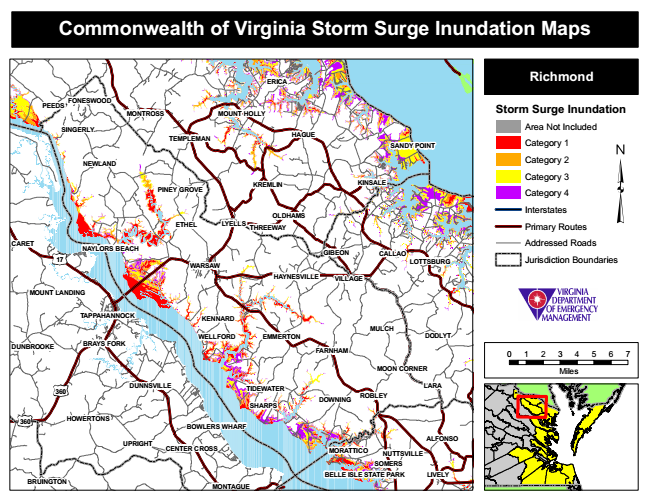 Commonwealth of Virginia Storm Surge Inundation Maps
Richmond
Storm Surge Inundation
Area Not Included
Category 1
Category 2
Category 3
Category 4
Interstates
Primary Routes
Addressed Roads
Jurisdiction Boundaries
N
VIRGINIA
DEPARTMENT
OF EMERGENCY
MANAGEMENT
0 1 2 3 4 5 6 7
Miles
ERICA
PEEDS
FONESWOOD
MONTROSS
MOUNT HOLLY
SINGERLY
TEMPLEMAN
HAGUE
SANDY POINT
NEWLAND
PINEY GROVE
KREMLIN
KINSALE
OLDHAMS
ETHEL
LYELLS
THREEWAY
CARET
NAYLORS BEACH
GIBEON
CALLAO
LOTTSBURG
17
WARSAW
HAYNESVILLE
VILLAGE
MOUNT LANDING
TAPPAHANNOCK
KENNARD
MULCH
DODLYT
WELLFORD
EMMERTON
DUNBROOKE
BRAYS FORK
FARNHAM
MOON CORNER
DUNNSVILLE
TIDEWATER
LARA
360
SHARPS
DOWNING
ROBLEY
360
HOWERTONS
BOWLERS WHARF
UPRIGHT
CENTER CROSS
MORATTICO
ALFONSO
NUTTSVILLE
SOMERS
BELLE ISLE STATE PARK
LIVELY
BRUINGTON
MONTAGUE